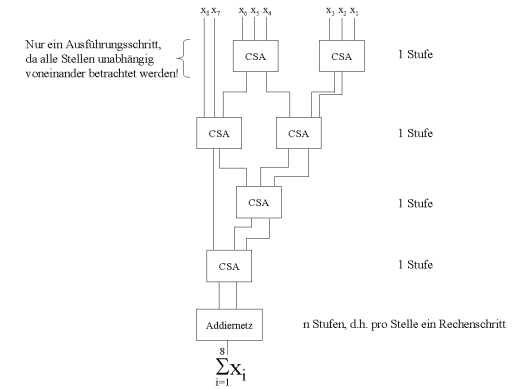 x₈ x₇ x₆ x₅ x₄ x₃ x₂ x₁
Nur ein Ausführungsschritt,
da alle Stellen unabhängig
voneinander betrachtet werden!
CSA CSA 1 Stufe
CSA CSA 1 Stufe
CSA 1 Stufe
CSA 1 Stufe
Addiernetz n Stufen, d.h. pro Stelle ein Rechenschritt
8
∑xᵢ
i=1